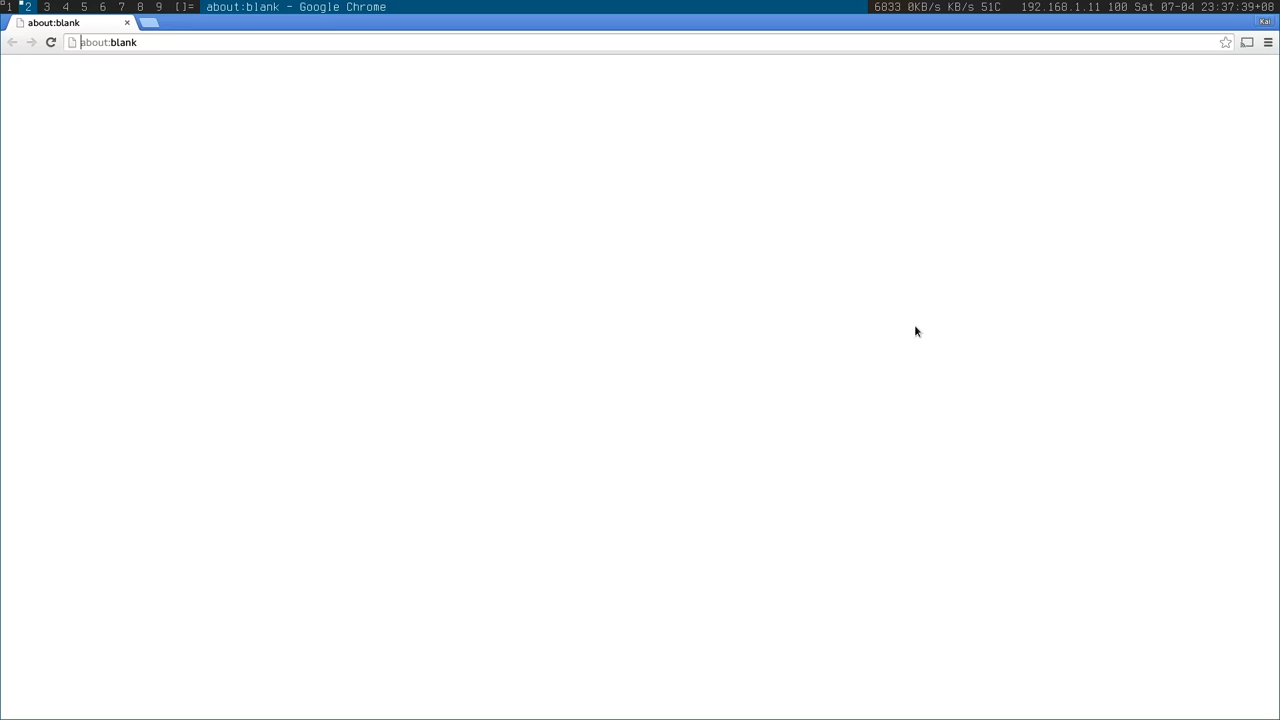 1 2 3 4 5 6 7 8 9 []= about:blank - Google Chrome 6833 0KB/s KB/s 51C 192.168.1.11 100 Sat 07-04 23:37:39+08
about:blank × Kai
about:blank